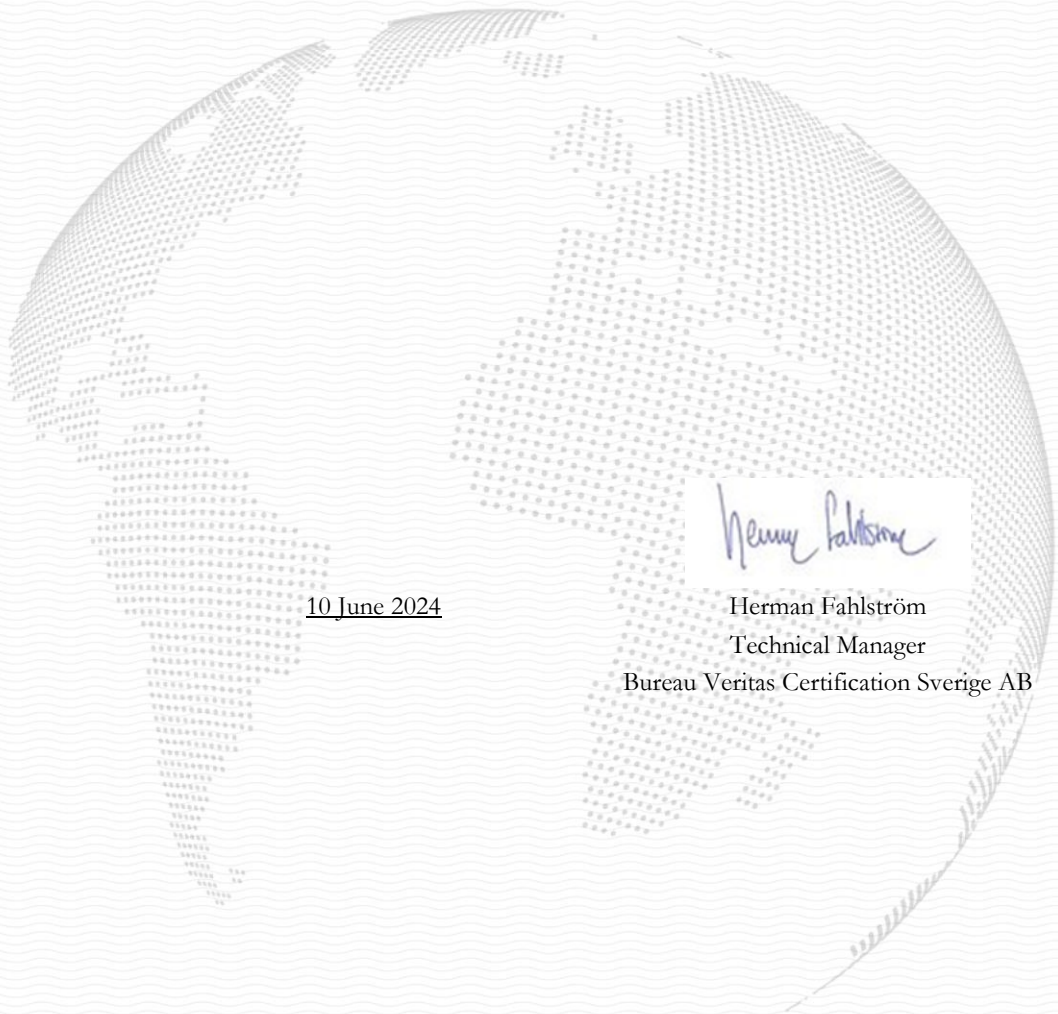 10 June 2024
Herman Fahlström
Technical Manager
Bureau Veritas Certification Sverige AB